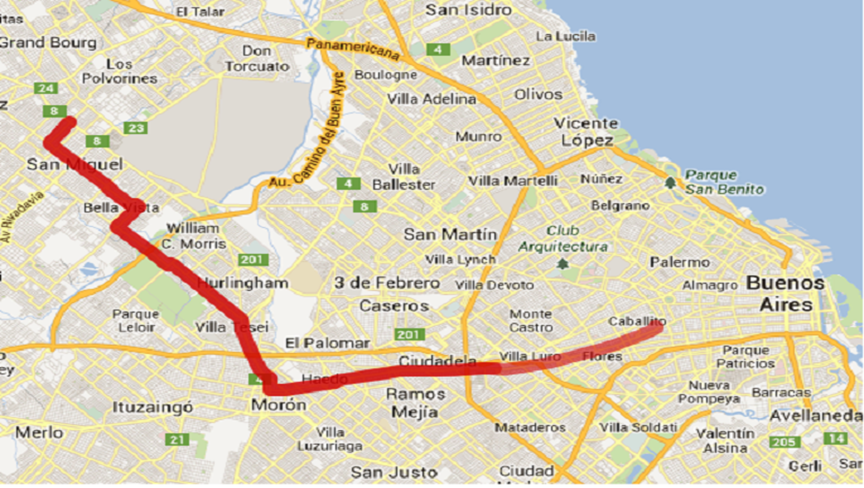 El Talar
San Isidro
itas
Grand Bourg
Panamericana
4
La Lucila
Don
Torcuato
Los
Polvorines
Boulogne
Martínez
24
Villa Adelina
Olivos
z
8
23
8
Munro
Vicente
López
San Miguel
Av. Camino del Buen Ayre
Villa
Ballester
4
8
Villa Martelli
Núñez
Parque
San Benito
Av Rivadavia
Bella Vista
Belgrano
William
C. Morris
San Martín
Club
Arquitectura
201
Villa Lynch
Palermo
Hurlingham
3 de Febrero
Villa Devoto
Almagro
Buenos
Aires
Caseros
Parque
Leloir
Villa Tesei
Monte
Castro
Caballito
201
El Palomar
Ciudadela
Villa Luro
Flores
Parque
Patricios
ey
4
Haedo
Ramos
Mejía
Nueva
Pompeya
Barracas
Ituzaingó
Morón
Avellaneda
Merlo
21
Villa
Luzuriaga
Mataderos
Villa Soldati
Valentín
Alsina
205
14
San Justo
Ciudad
Gerli
Sar